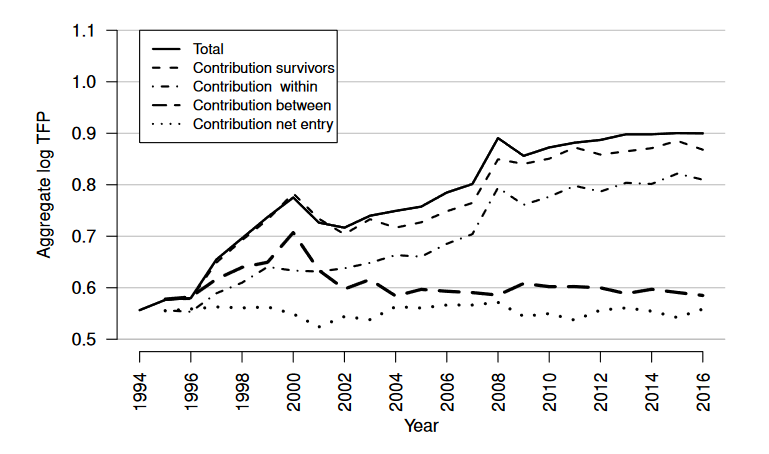 1.1
Total
Contribution survivors
Contribution within
Contribution between
Contribution net entry
1.0
0.9
0.8
0.7
0.6
0.5
Aggregate log TFP
1994
1996
1998
2000
2002
2004
2006
2008
2010
2012
2014
2016
Year